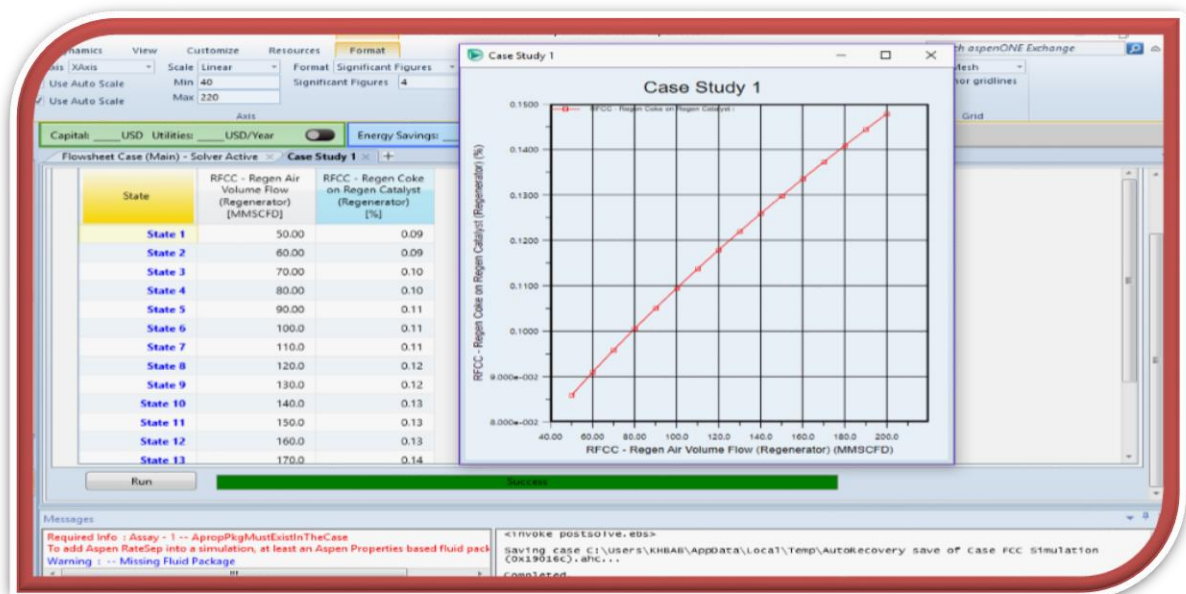 View Customize Resources Format
aspenONE Exchange
XAxis Scale Linear Format Significant Figures
Use Auto Scale Min 40 Significant Figures 4
Use Auto Scale Max 220
Axis
Grid
gridlines
Capital: ____USD Utilities: ____USD/Year Energy Savings:
Flowsheet Case (Main) - Solver Active Case Study 1 +
State
RFCC - Regen Air Volume Flow (Regenerator) [MMSCFD]
RFCC - Regen Coke on Regen Catalyst (Regenerator) [%]
State 1 50.00 0.09
State 2 60.00 0.09
State 3 70.00 0.10
State 4 80.00 0.10
State 5 90.00 0.11
State 6 100.0 0.11
State 7 110.0 0.11
State 8 120.0 0.12
State 9 130.0 0.12
State 10 140.0 0.13
State 11 150.0 0.13
State 12 160.0 0.13
State 13 170.0 0.14
Case Study 1
Case Study 1
RFCC - Regen Coke on Regen Catalyst (Regenerator) (%)
RFCC - Regen Coke on Regen Catalyst
0.1500
0.1400
0.1300
0.1200
0.1100
0.1000
9.000e-002
8.000e-002
40.00 60.00 80.00 100.0 120.0 140.0 160.0 180.0 200.0
RFCC - Regen Air Volume Flow (Regenerator) (MMSCFD)
Run
Success
Messages
Required Info : Assay - 1 -- ApropPkgMustExistInTheCase
To add Aspen RateSep into a simulation, at least an Aspen Properties based fluid pack
Warning : -- Missing Fluid Package
<invoke postsolve.ebs>
Saving case C:\Users\KHBAB\AppData\Local\Temp\AutoRecovery save of Case FCC Simulation
(0x19016c).ahc...
Completed